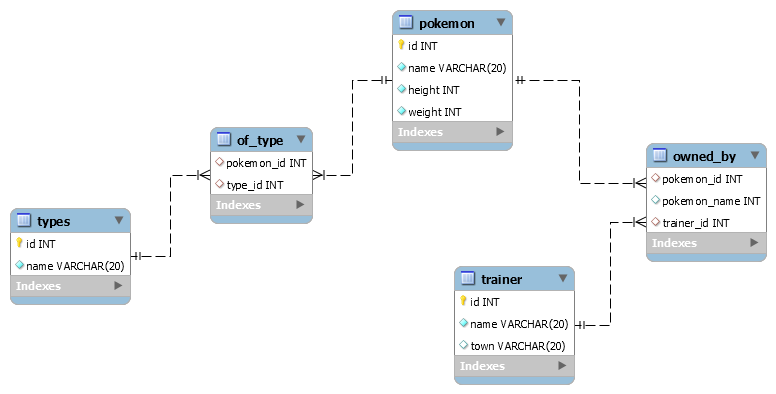 pokemon
id INT
name VARCHAR(20)
height INT
weight INT
Indexes
of_type
pokemon_id INT
type_id INT
Indexes
owned_by
pokemon_id INT
pokemon_name INT
trainer_id INT
Indexes
types
id INT
name VARCHAR(20)
Indexes
trainer
id INT
name VARCHAR(20)
town VARCHAR(20)
Indexes